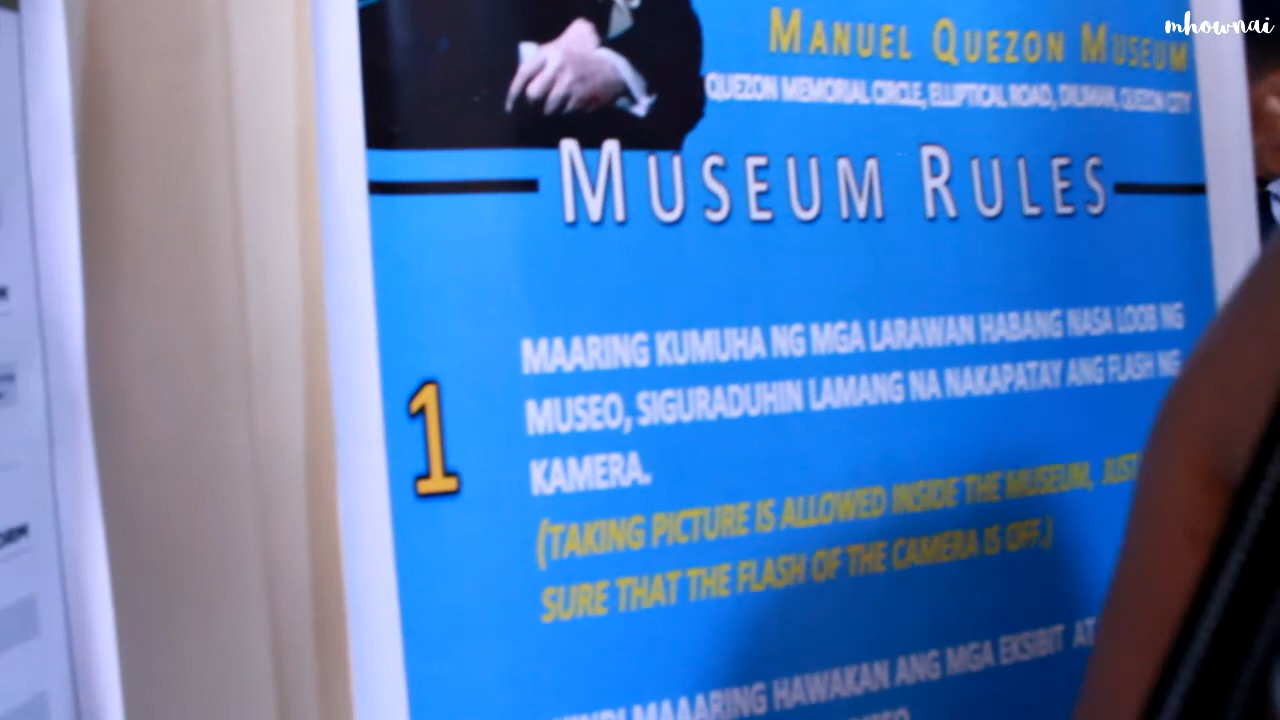 mhownai
MANUEL QUEZON MUSEUM
QUEZON MEMORIAL CIRCLE, ELLIPTICAL ROAD, DILIMAN, QUEZON CITY
MUSEUM RULES
1
MAARING KUMUHA NG MGA LARAWAN HABANG NASA LOOB NG
MUSEO, SIGURADUHIN LAMANG NA NAKAPATAY ANG FLASH NG
KAMERA.
(TAKING PICTURE IS ALLOWED INSIDE THE MUSEUM, JUST
SURE THAT THE FLASH OF THE CAMERA IS OFF.)
HINDI MAAARING HAWAKAN ANG MGA EKSIBIT AT